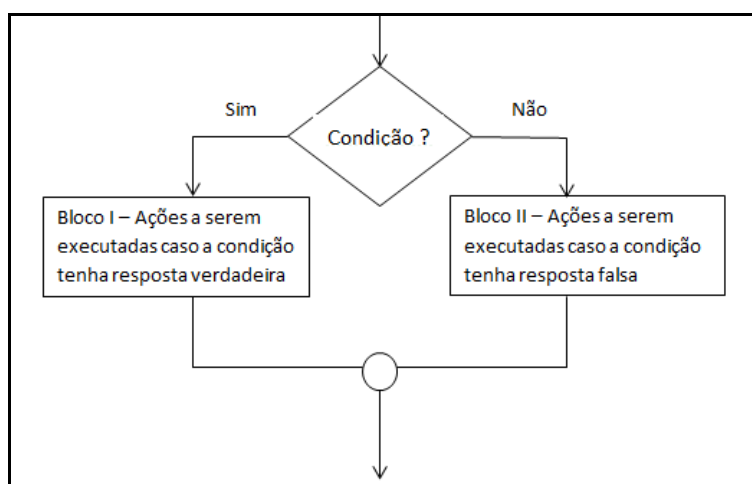 Sim
Não
Condição ?
Bloco I – Ações a serem
executadas caso a condição
tenha resposta verdadeira
Bloco II – Ações a serem
executadas caso a condição
tenha resposta falsa